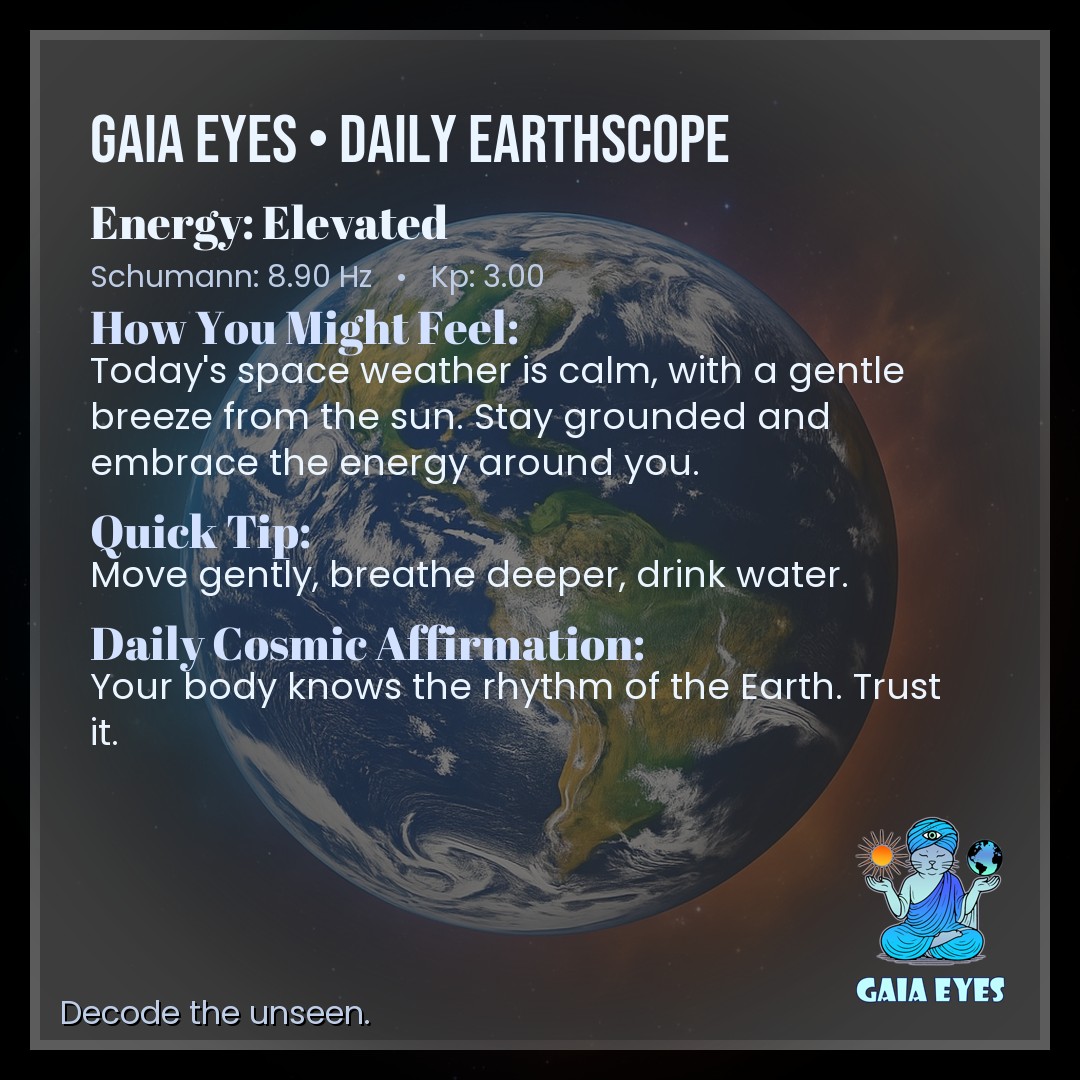 GAIA EYES • DAILY EARTHSCOPE
Energy: Elevated
Schumann: 8.90 Hz • Kp: 3.00
How You Might Feel:
Today's space weather is calm, with a gentle
breeze from the sun. Stay grounded and
embrace the energy around you.
Quick Tip:
Move gently, breathe deeper, drink water.
Daily Cosmic Affirmation:
Your body knows the rhythm of the Earth. Trust
it.
GAIA EYES
Decode the unseen.